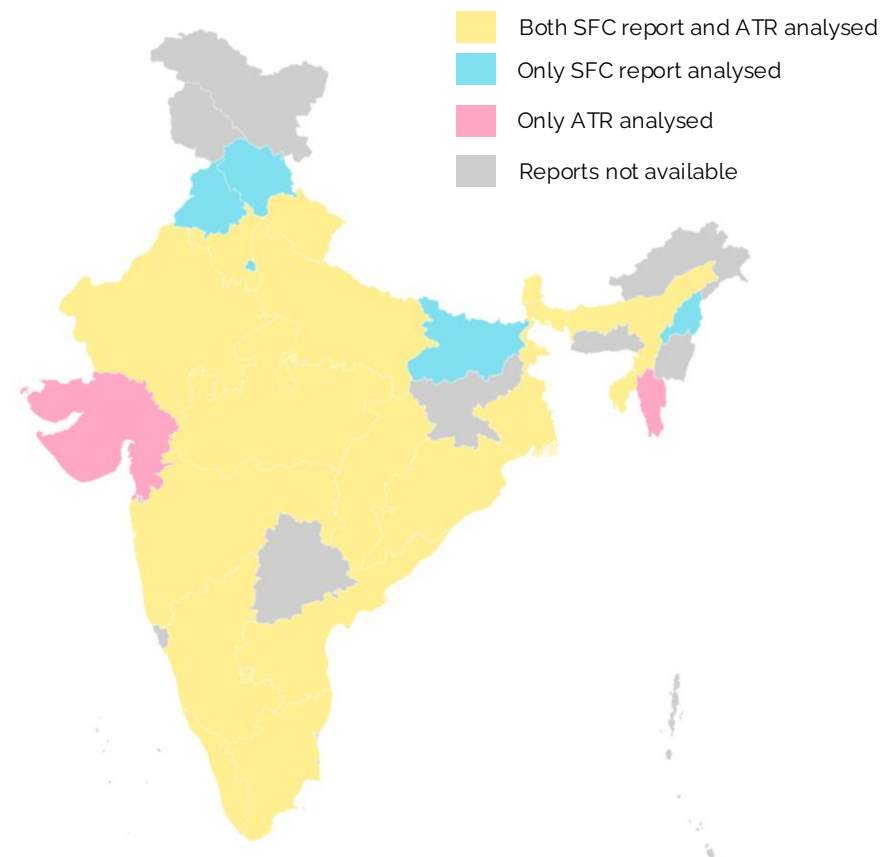 Both SFC report and ATR analysed
Only SFC report analysed
Only ATR analysed
Reports not available